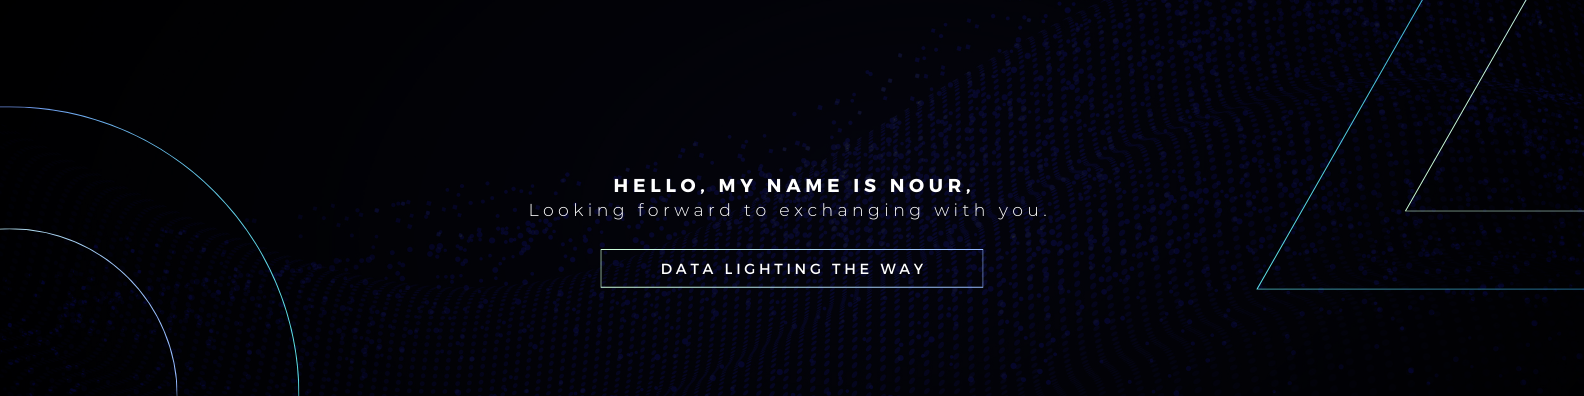 HELLO, MY NAME IS NOUR,
Looking forward to exchanging with you.
DATA LIGHTING THE WAY